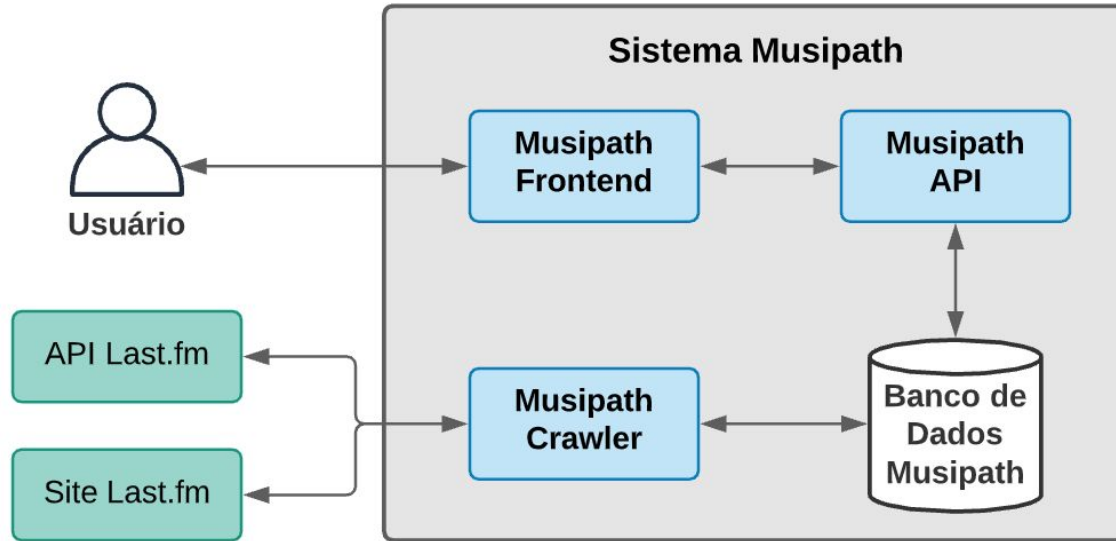 Sistema Musipath
Musipath
Frontend
Musipath
API
Usuário
API Last.fm
Site Last.fm
Musipath
Crawler
Banco de
Dados
Musipath